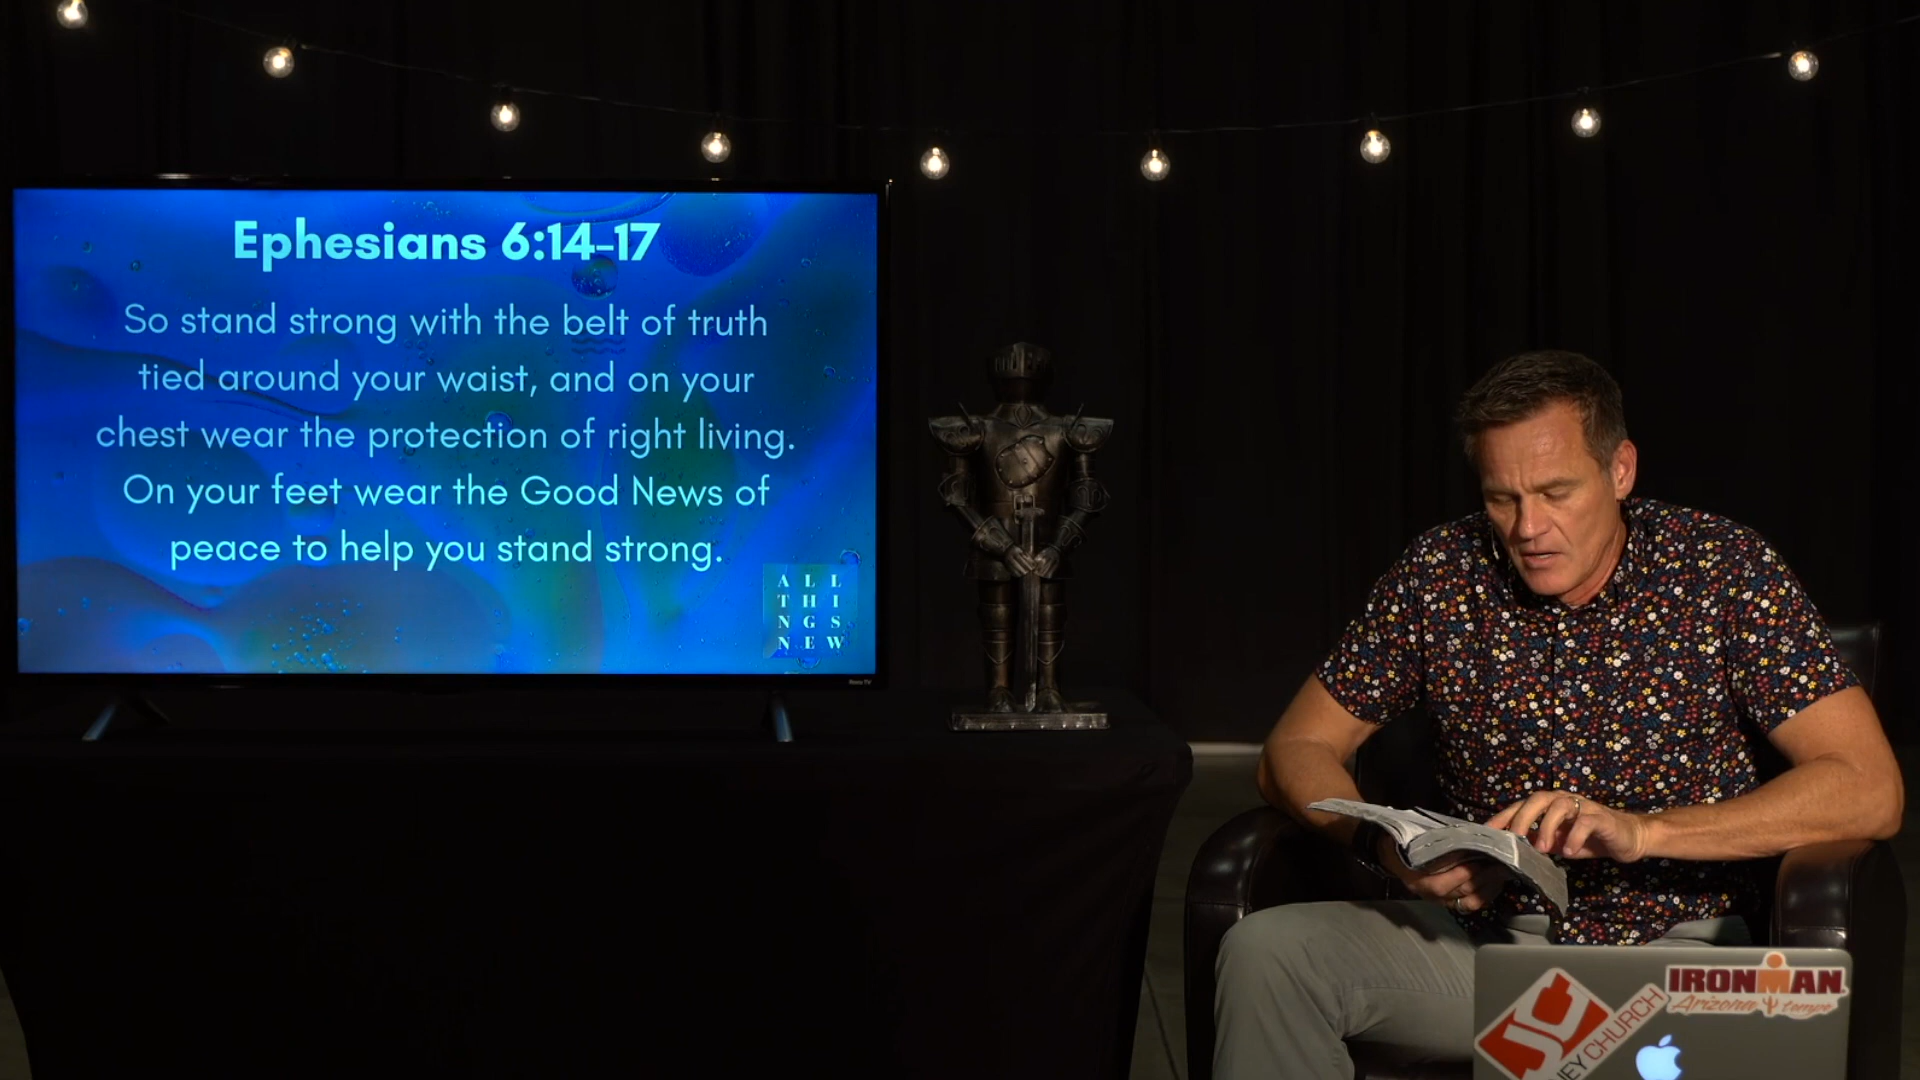 Ephesians 6:14-17
So stand strong with the belt of truth
tied around your waist, and on your
chest wear the protection of right living.
On your feet wear the Good News of
peace to help you stand strong.
A L L
T H I
N G S
N E W
Roku TV
IRONMAN
Arizona tempe
CHURCH